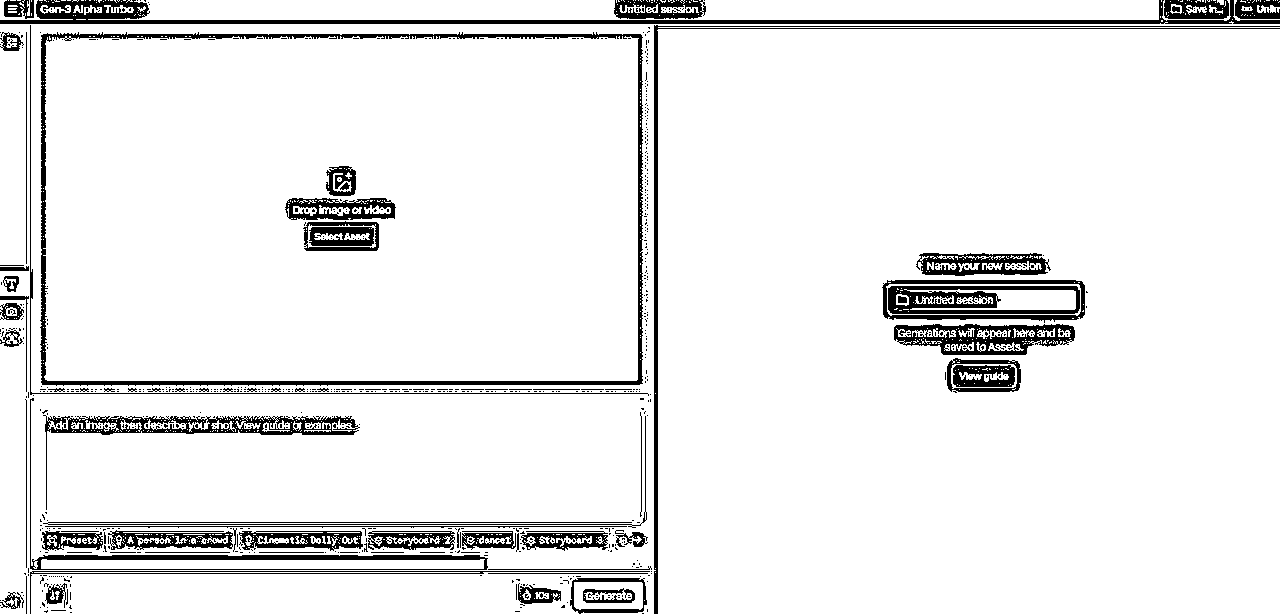 Gen-3 Alpha Turbo
Untitled session
Save in...
Drop image or video
Select Asset
Name your new session
Untitled session
Generations will appear here and be
saved to Assets.
View guide
Add an image, then describe your shot. View guide or examples.
Presets
A person in a crowd
Cinematic Dolly Out
Storyboard 2
dance1
Storyboard 3
10s
Generate